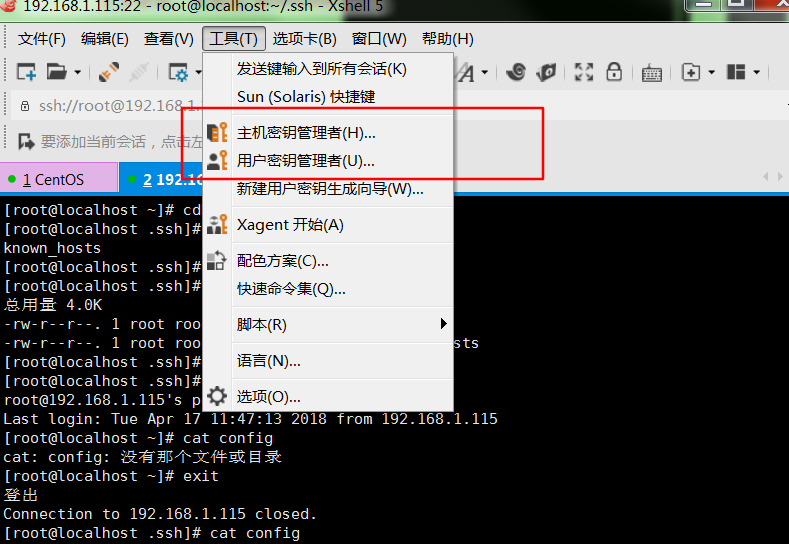 192.168.1.115:22 - root@localhost:~/.ssh - Xshell 5
文件(F) 编辑(E) 查看(V) 工具(T) 选项卡(B) 窗口(W) 帮助(H)
发送键输入到所有会话(K)
Sun (Solaris) 快捷键
ssh://root@192.168.1.
主机密钥管理者(H)...
要添加当前会话，点击左
用户密钥管理者(U)...
1 CentOS
2 192.16
新建用户密钥生成向导(W)...
Xagent 开始(A)
配色方案(C)...
快速命令集(Q)...
脚本(R)
语言(N)...
选项(O)...
[root@localhost ~]# cd
[root@localhost .ssh]#
known_hosts
[root@localhost .ssh]#
[root@localhost .ssh]#
总用量 4.0K
-rw-r--r--. 1 root roo
-rw-r--r--. 1 root roo sts
[root@localhost .ssh]#
[root@localhost .ssh]#
root@192.168.1.115's p
Last login: Tue Apr 17 11:47:13 2018 from 192.168.1.115
[root@localhost ~]# cat config
cat: config: 没有那个文件或目录
[root@localhost ~]# exit
登出
Connection to 192.168.1.115 closed.
[root@localhost .ssh]# cat config